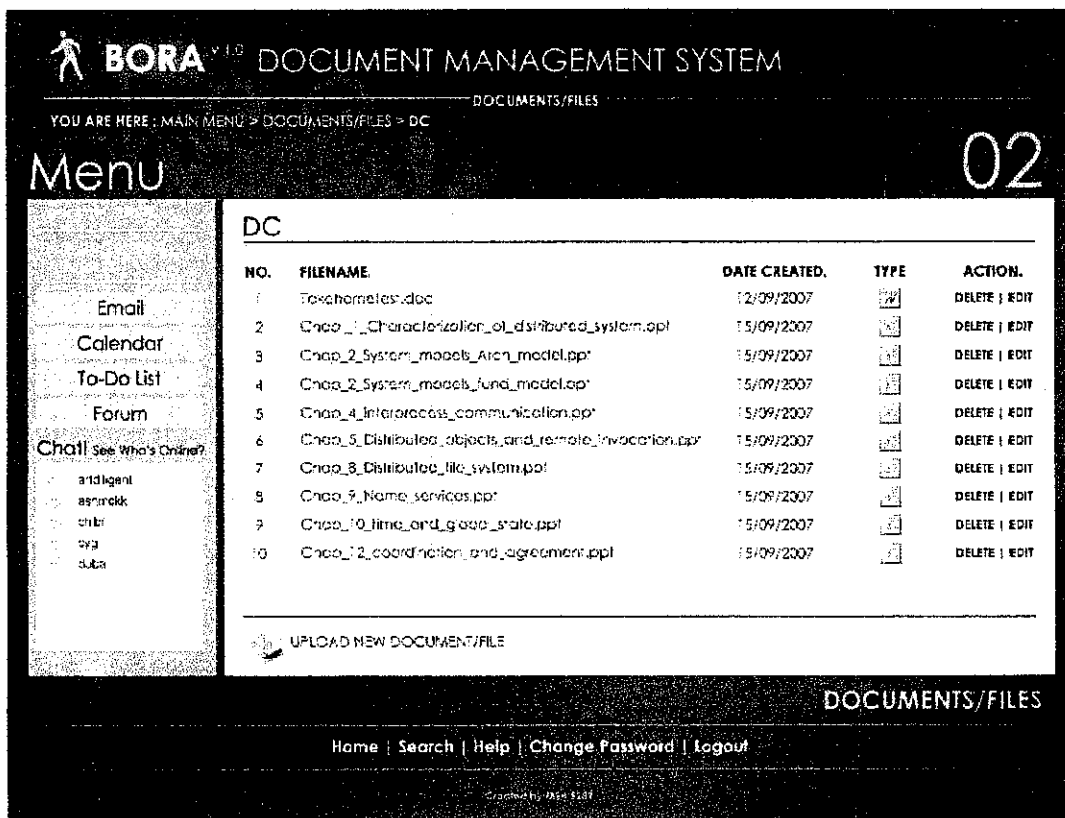 BORA v 1.0 DOCUMENT MANAGEMENT SYSTEM
DOCUMENTS/FILES
YOU ARE HERE : MAIN MENU > DOCUMENTS/FILES > DC
Menu
02
Email
Calendar
To-Do List
Forum
Chat! See Who's Online?
DC
NO. FILENAME. DATE CREATED. TYPE ACTION.
1 Takehometest.doc 12/09/2007 DELETE | EDIT
2 Chap_1_Characterization_of_distributed_system.ppt 15/09/2007 DELETE | EDIT
3 Chap_2_System_models_Arch_model.ppt 15/09/2007 DELETE | EDIT
4 Chap_2_System_models_fund_model.ppt 15/09/2007 DELETE | EDIT
5 Chap_4_Interprocess_communication.ppt 15/09/2007 DELETE | EDIT
6 Chap_5_Distributed_objects_and_remote_invocation.ppt 15/09/2007 DELETE | EDIT
7 Chap_8_Distributed_file_system.ppt 15/09/2007 DELETE | EDIT
8 Chap_9_Name_services.ppt 15/09/2007 DELETE | EDIT
9 Chap_10_time_and_global_state.ppt 15/09/2007 DELETE | EDIT
10 Chap_12_coordination_and_agreement.ppt 15/09/2007 DELETE | EDIT
UPLOAD NEW DOCUMENT/FILE
DOCUMENTS/FILES
Home | Search | Help | Change Password | Logout
Created by